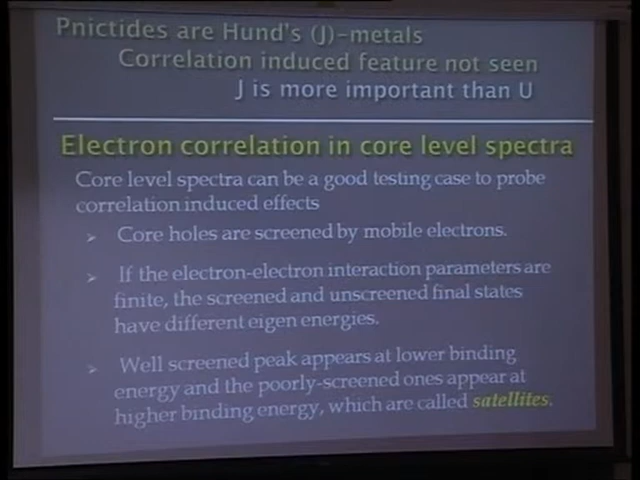 Pnictides are Hund's (J)-metals
Correlation induced feature not seen
J is more important than U
Electron correlation in core level spectra
Core level spectra can be a good testing case to probe
correlation induced effects
➢ Core holes are screened by mobile electrons.
➢ If the electron-electron interaction parameters are
finite, the screened and unscreened final states
have different eigen energies.
➢ Well screened peak appears at lower binding
energy and the poorly-screened ones appear at
higher binding energy, which are called satellites.